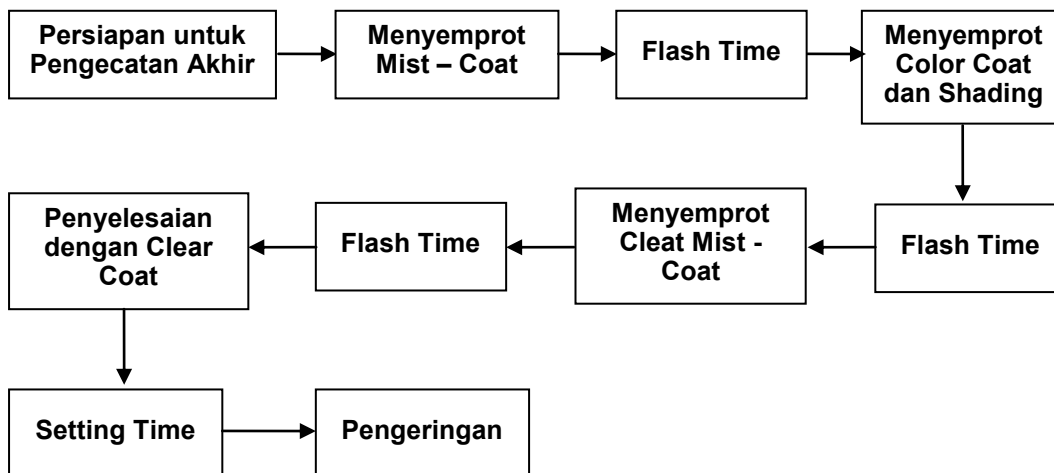 Persiapan untuk
Pengecatan Akhir
Menyemprot
Mist – Coat
Flash Time
Menyemprot
Color Coat
dan Shading
Flash Time
Menyemprot
Cleat Mist -
Coat
Flash Time
Penyelesaian
dengan Clear
Coat
Setting Time
Pengeringan